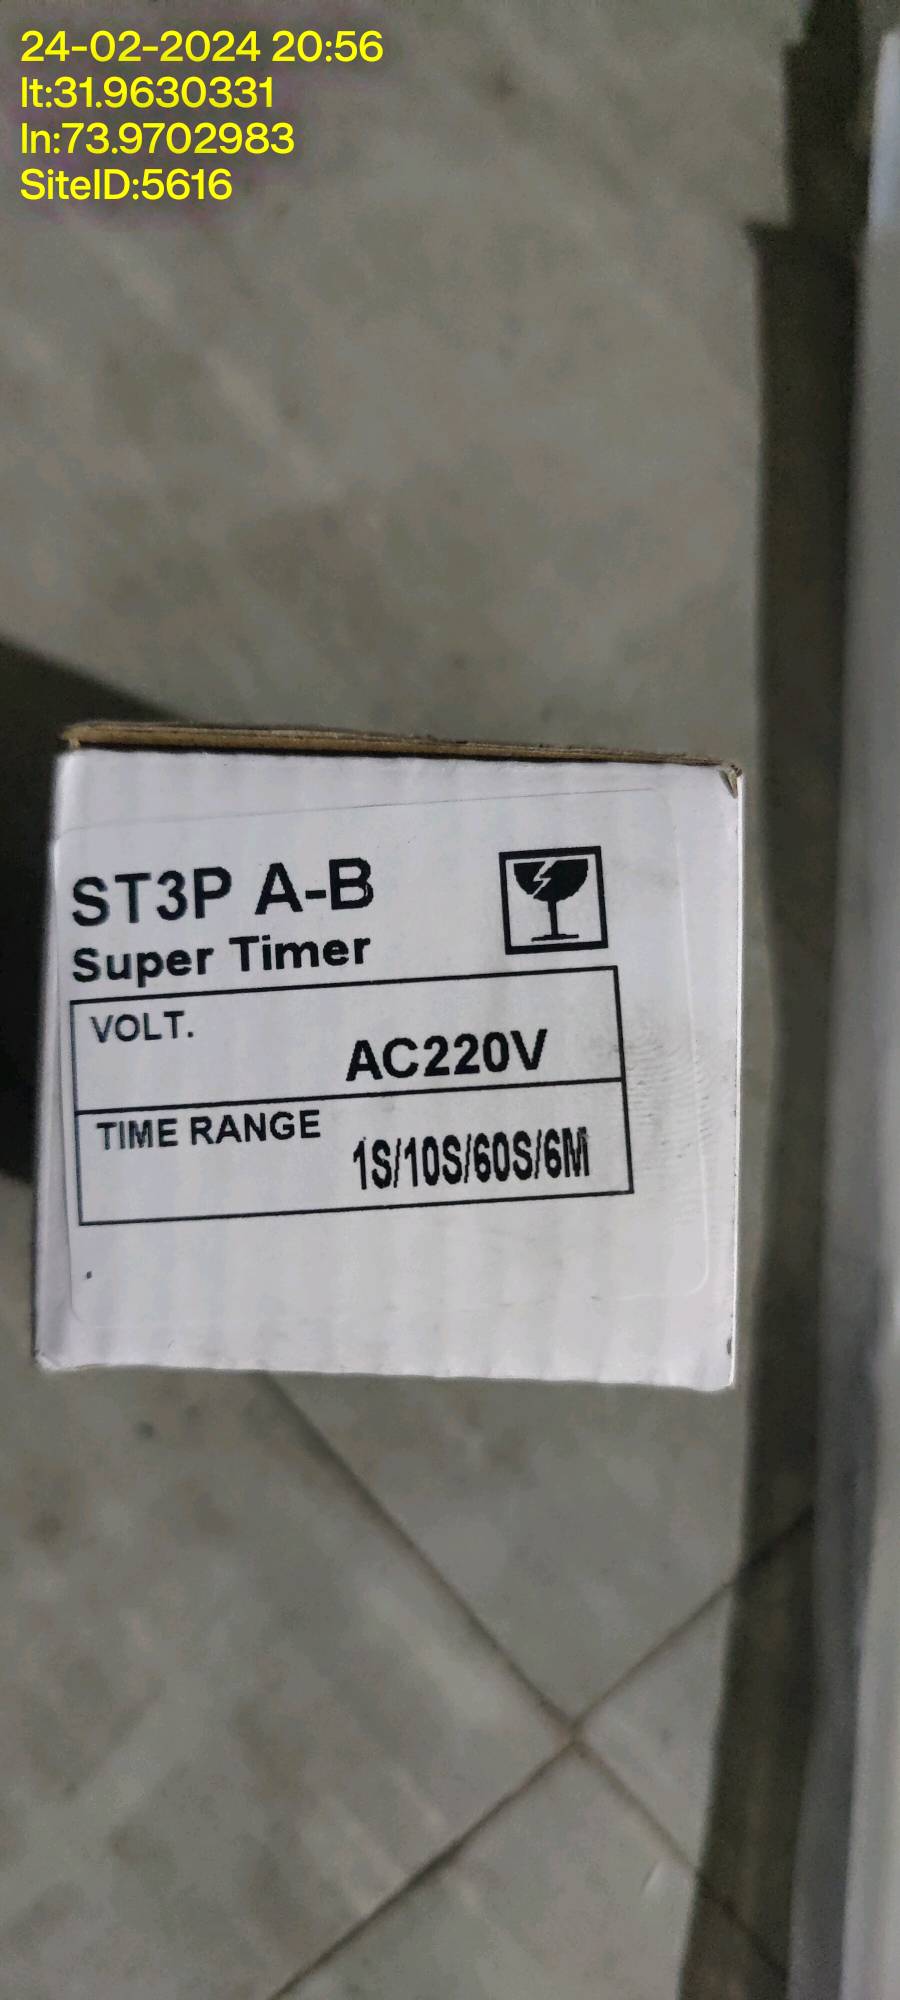 24-02-2024 20:56
lt:31.9630331
ln:73.9702983
SiteID:5616
ST3P A-B
Super Timer
VOLT.
AC220V
TIME RANGE
1S/10S/60S/6M